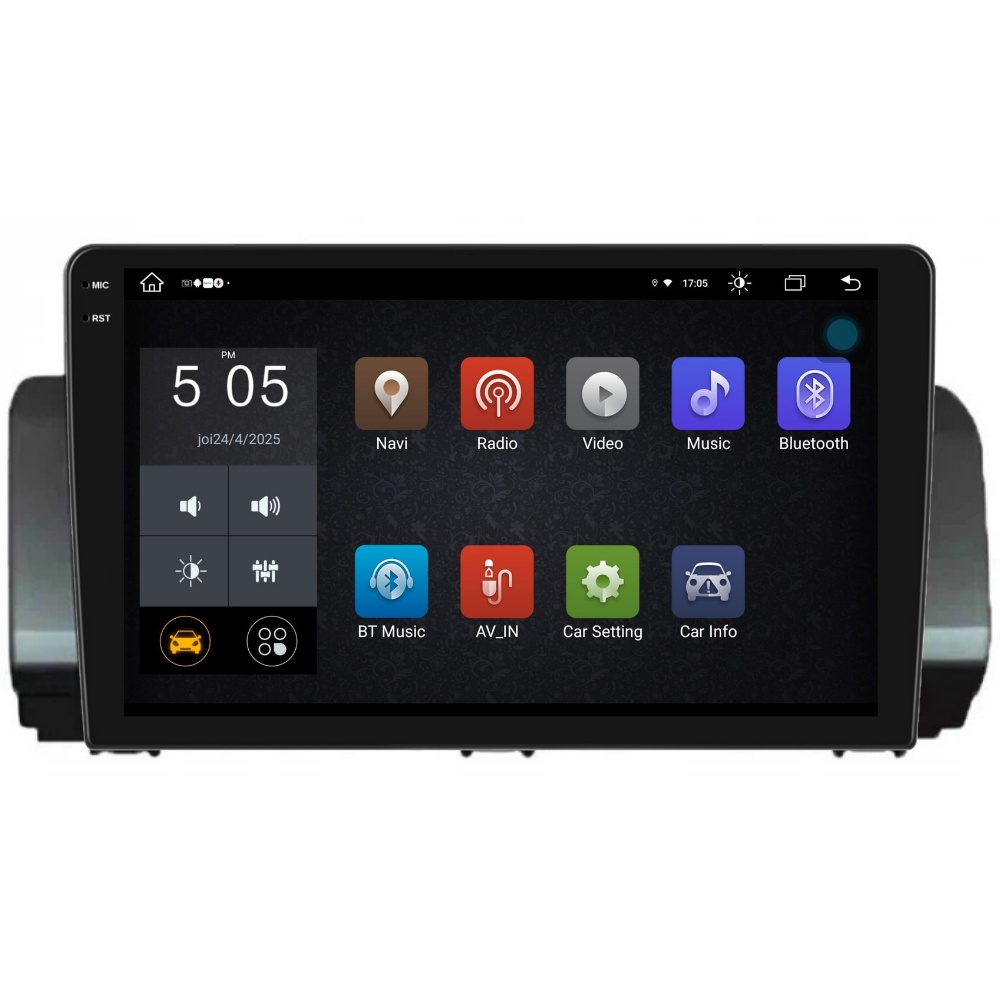 MIC
RST
17:05
PM
5 05
joi24/4/2025
Navi
Radio
Video
Music
Bluetooth
BT Music
AV_IN
Car Setting
Car Info